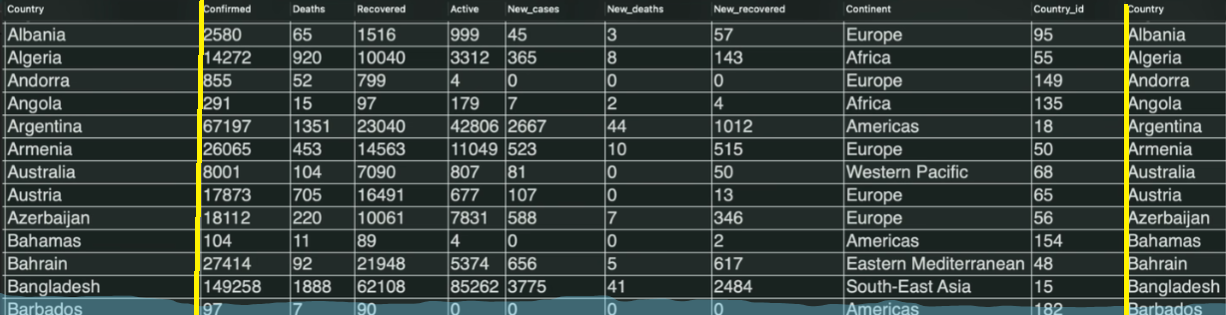 Country Confirmed Deaths Recovered Active New_cases New_deaths New_recovered Continent Country_id Country
Albania 2580 65 1516 999 45 3 57 Europe 95 Albania
Algeria 14272 920 10040 3312 365 8 143 Africa 55 Algeria
Andorra 855 52 799 4 0 0 0 Europe 149 Andorra
Angola 291 15 97 179 7 2 4 Africa 135 Angola
Argentina 67197 1351 23040 42806 2667 44 1012 Americas 18 Argentina
Armenia 26065 453 14563 11049 523 10 515 Europe 50 Armenia
Australia 8001 104 7090 807 81 0 50 Western Pacific 68 Australia
Austria 17873 705 16491 677 107 0 13 Europe 65 Austria
Azerbaijan 18112 220 10061 7831 588 7 346 Europe 56 Azerbaijan
Bahamas 104 11 89 4 0 0 2 Americas 154 Bahamas
Bahrain 27414 92 21948 5374 656 5 617 Eastern Mediterranean 48 Bahrain
Bangladesh 149258 1888 62108 85262 3775 41 2484 South-East Asia 15 Bangladesh
Barbados 97 7 90 0 0 0 0 Americas 182 Barbados